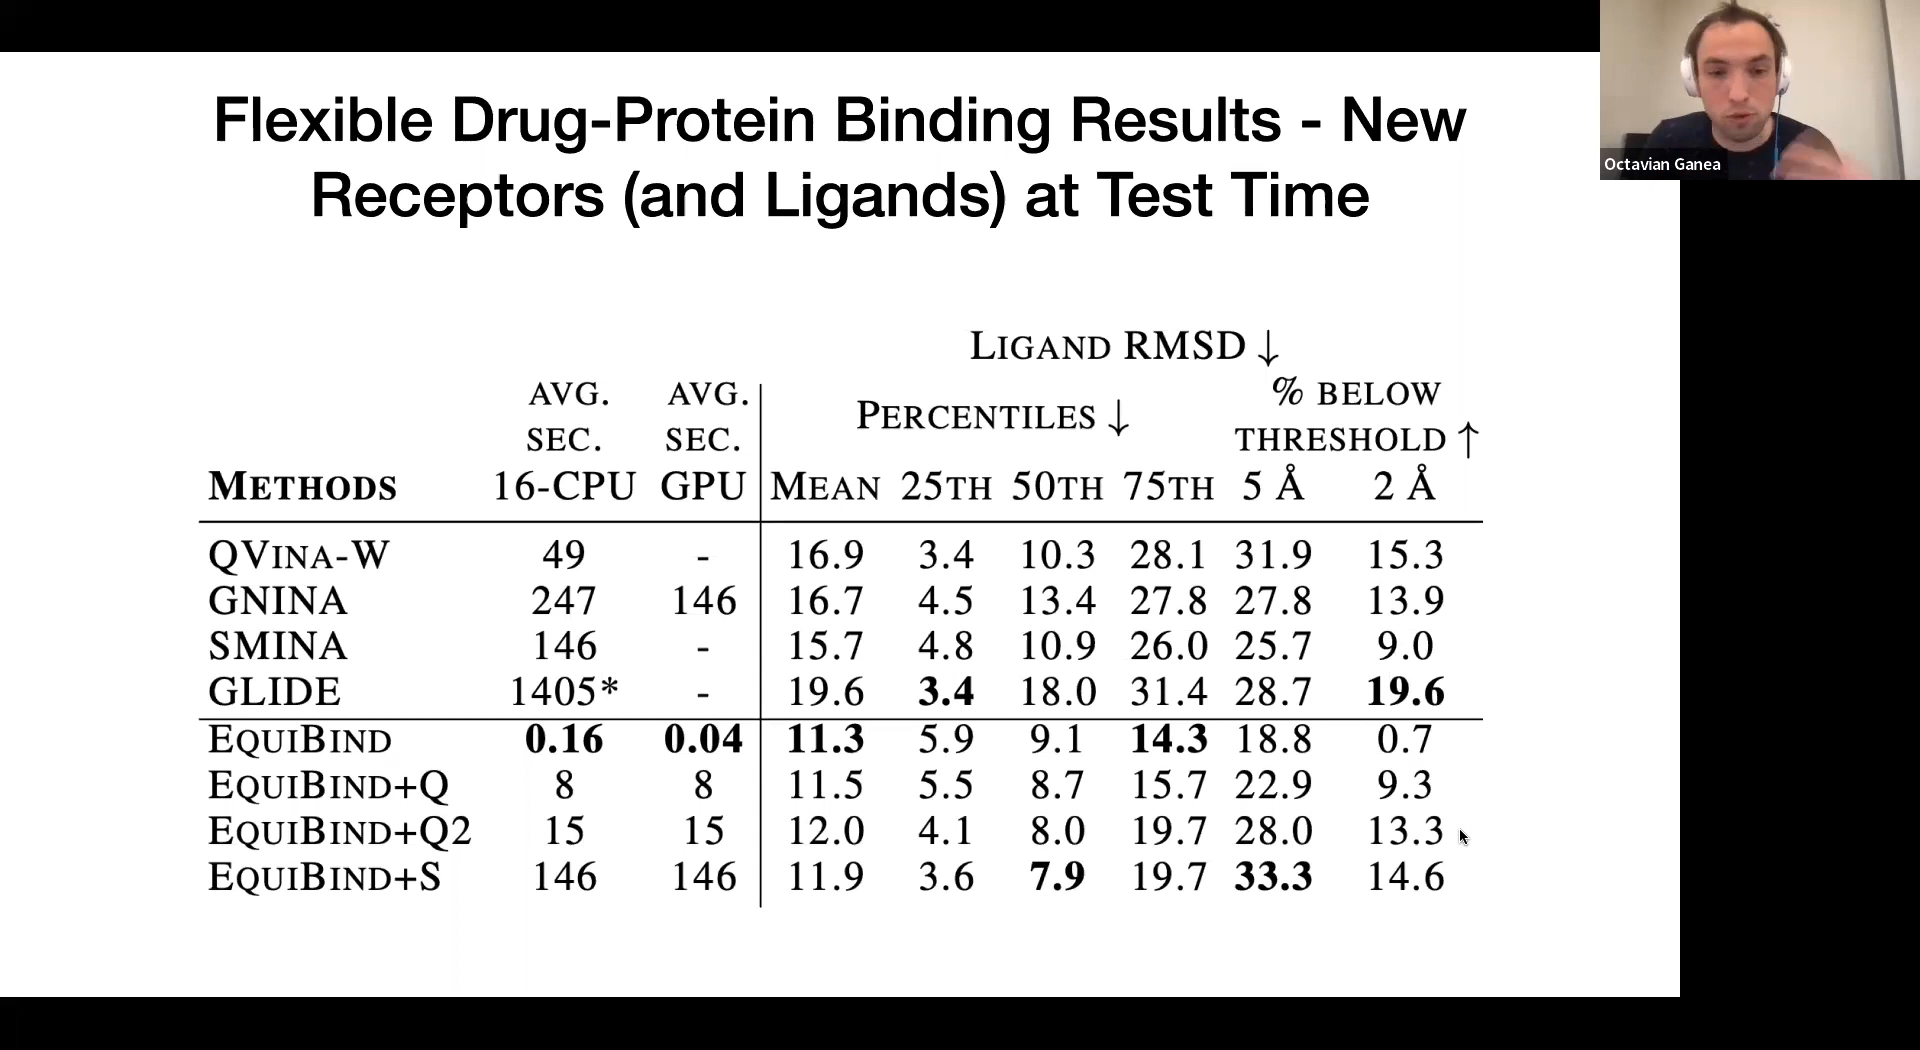 Flexible Drug-Protein Binding Results - New
Receptors (and Ligands) at Test Time
Octavian Ganea
LIGAND RMSD ↓
AVG. AVG. PERCENTILES ↓ % BELOW
SEC. SEC. THRESHOLD ↑
METHODS 16-CPU GPU MEAN 25TH 50TH 75TH 5 Å 2 Å
QVINA-W 49 - 16.9 3.4 10.3 28.1 31.9 15.3
GNINA 247 146 16.7 4.5 13.4 27.8 27.8 13.9
SMINA 146 - 15.7 4.8 10.9 26.0 25.7 9.0
GLIDE 1405* - 19.6 3.4 18.0 31.4 28.7 19.6
EQUIBIND 0.16 0.04 11.3 5.9 9.1 14.3 18.8 0.7
EQUIBIND+Q 8 8 11.5 5.5 8.7 15.7 22.9 9.3
EQUIBIND+Q2 15 15 12.0 4.1 8.0 19.7 28.0 13.3
EQUIBIND+S 146 146 11.9 3.6 7.9 19.7 33.3 14.6